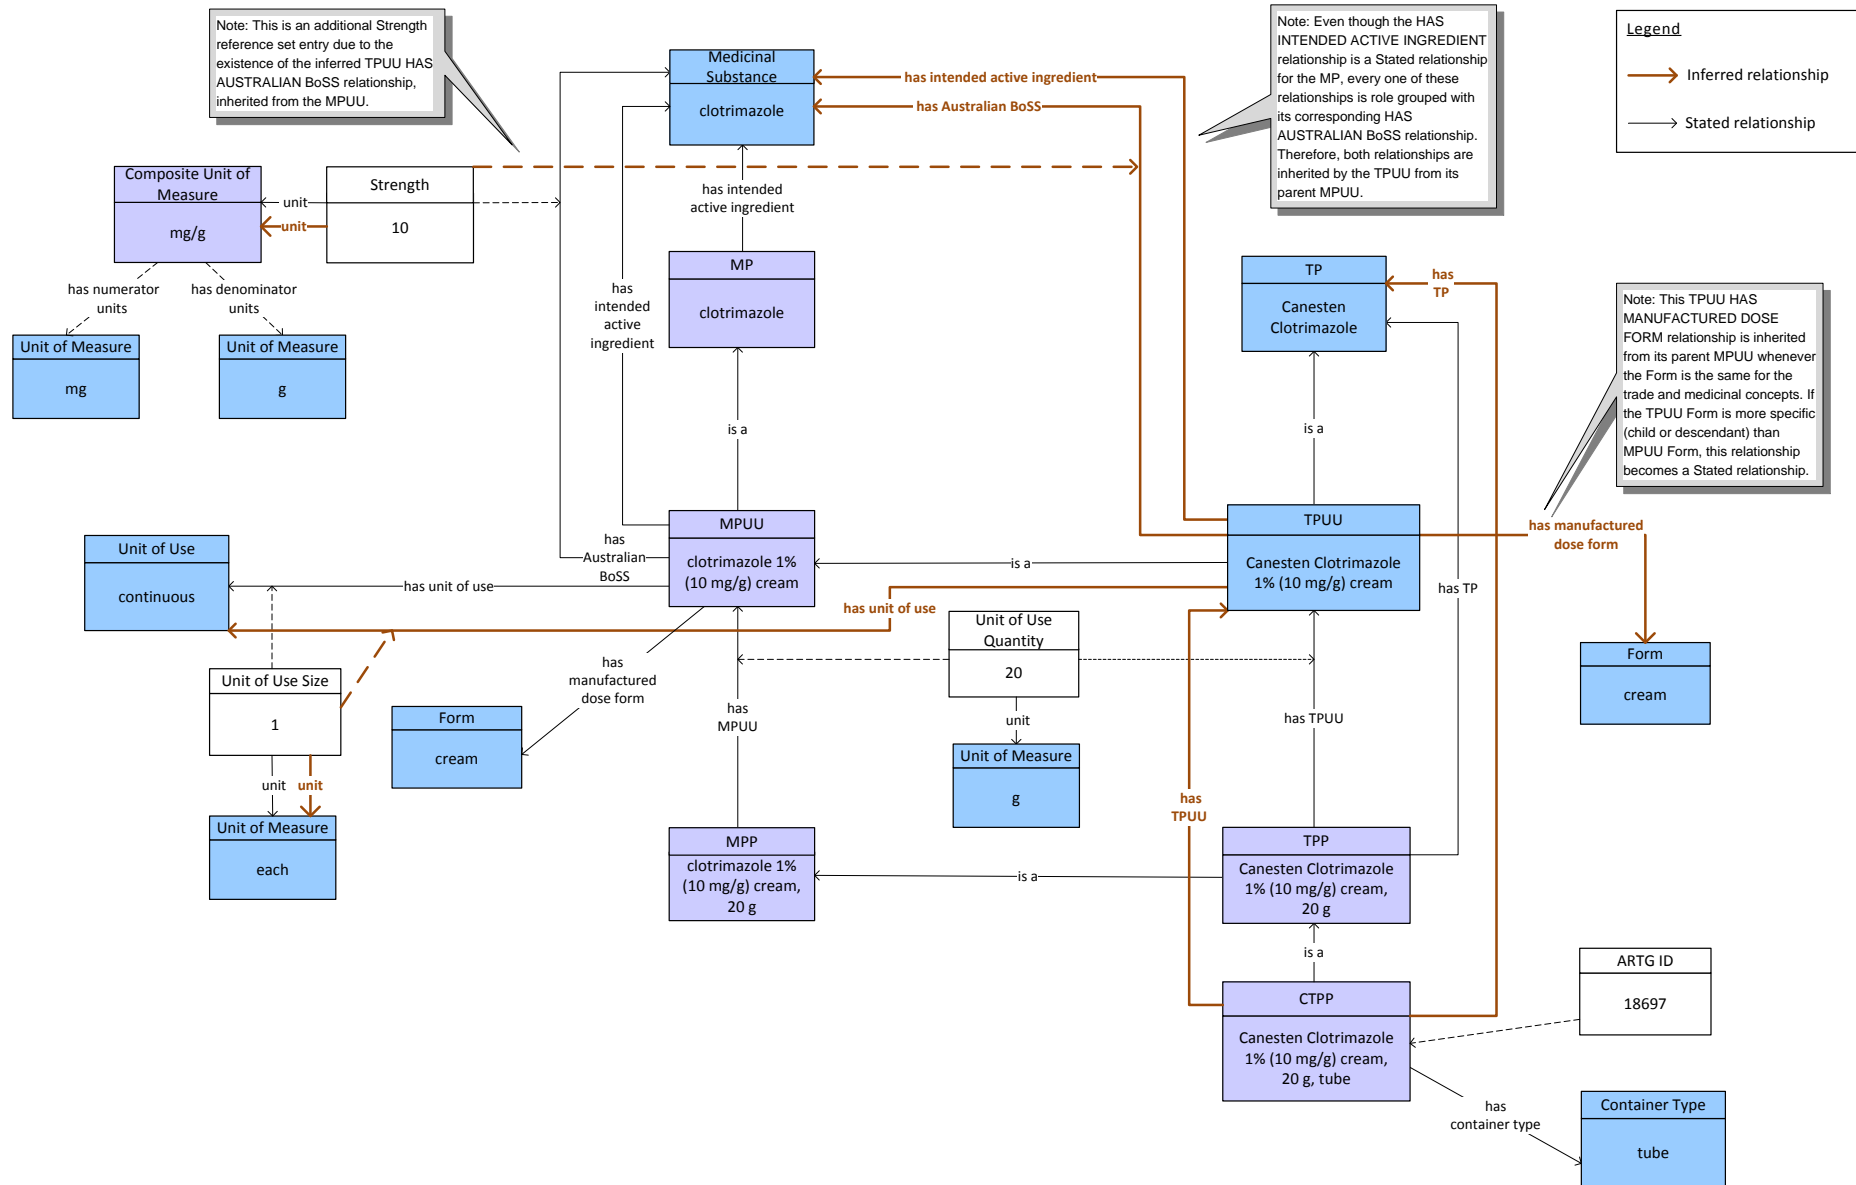 Note: This is an additional Strength
reference set entry due to the
existence of the inferred TPUU HAS
AUSTRALIAN BoSS relationship,
inherited from the MPUU.
Medicinal
Substance
clotrimazole
has intended active ingredient
has Australian BoSS
Note: Even though the HAS
INTENDED ACTIVE INGREDIENT
relationship is a Stated relationship
for the MP, every one of these
relationships is role grouped with
its corresponding HAS
AUSTRALIAN BoSS relationship.
Therefore, both relationships are
inherited by the TPUU from its
parent MPUU.
Legend
Inferred relationship
Stated relationship
Composite Unit of
Measure
mg/g
unit
unit
Strength
10
has intended
active ingredient
has numerator
units
has denominator
units
Unit of Measure
mg
Unit of Measure
g
has
intended
active
ingredient
MP
clotrimazole
TP
Canesten
Clotrimazole
has
TP
Note: This TPUU HAS
MANUFACTURED DOSE
FORM relationship is inherited
from its parent MPUU whenever
the Form is the same for the
trade and medicinal concepts. If
the TPUU Form is more specific
(child or descendant) than
MPUU Form, this relationship
becomes a Stated relationship.
is a
is a
Unit of Use
continuous
has unit of use
has
Australian
BoSS
MPUU
clotrimazole 1%
(10 mg/g) cream
is a
TPUU
Canesten Clotrimazole
1% (10 mg/g) cream
has manufactured
dose form
has TP
has unit of use
Unit of Use
Quantity
20
Unit of Use Size
1
has
manufactured
dose form
Form
cream
has
MPUU
unit
has TPUU
Form
cream
unit
unit
Unit of Measure
g
has
TPUU
Unit of Measure
each
MPP
clotrimazole 1%
(10 mg/g) cream,
20 g
is a
TPP
Canesten Clotrimazole
1% (10 mg/g) cream,
20 g
is a
ARTG ID
18697
CTPP
Canesten Clotrimazole
1% (10 mg/g) cream,
20 g, tube
has
container type
Container Type
tube